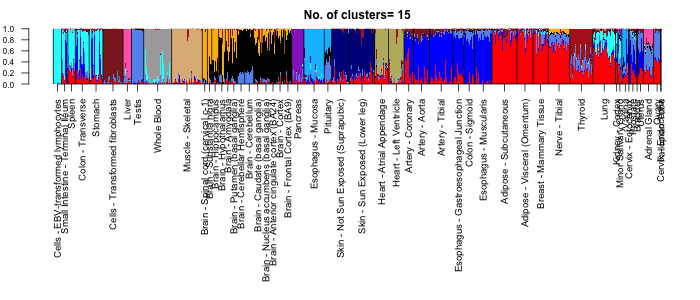 No. of clusters= 15
1.0
0.8
0.6
0.4
0.2
0.0
Cells - EBV-transformed lymphocytes
Small Intestine - Terminal Ileum
Spleen
Colon - Transverse
Stomach
Cells - Transformed fibroblasts
Liver
Testis
Whole Blood
Muscle - Skeletal
Brain - Spinal cord (cervical c-1)
Brain - Hippocampus
Brain - Hypothalamus
Brain - Amygdala
Brain - Putamen (basal ganglia)
Brain - Cerebellar Hemisphere
Brain - Cerebellum
Brain - Caudate (basal ganglia)
Brain - Nucleus accumbens (basal ganglia)
Brain - Anterior cingulate cortex (BA24)
Brain - Cortex
Brain - Frontal Cortex (BA9)
Pancreas
Esophagus - Mucosa
Pituitary
Skin - Not Sun Exposed (Suprapubic)
Skin - Sun Exposed (Lower leg)
Heart - Atrial Appendage
Heart - Left Ventricle
Artery - Coronary
Artery - Aorta
Artery - Tibial
Esophagus - Gastroesophageal Junction
Colon - Sigmoid
Esophagus - Muscularis
Adipose - Subcutaneous
Adipose - Visceral (Omentum)
Breast - Mammary Tissue
Nerve - Tibial
Thyroid
Lung
Adrenal Gland